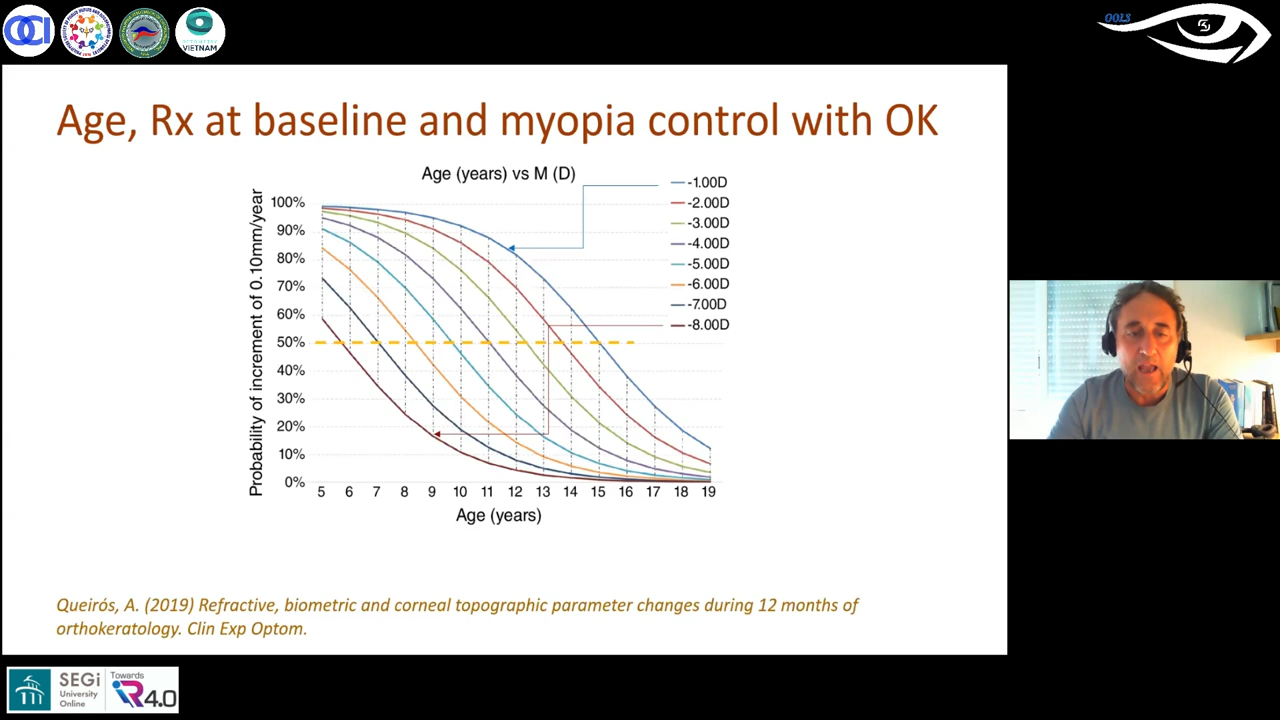 OCI
VIETNAM
OOLS
Age, Rx at baseline and myopia control with OK
Age (years) vs M (D)
Probability of increment of 0.10mm/year
100%
90%
80%
70%
60%
50%
40%
30%
20%
10%
0%
5 6 7 8 9 10 11 12 13 14 15 16 17 18 19
Age (years)
-1.00D
-2.00D
-3.00D
-4.00D
-5.00D
-6.00D
-7.00D
-8.00D
Queirós, A. (2019) Refractive, biometric and corneal topographic parameter changes during 12 months of
orthokeratology. Clin Exp Optom.
SEGi
University
Online
Towards
iR4.0